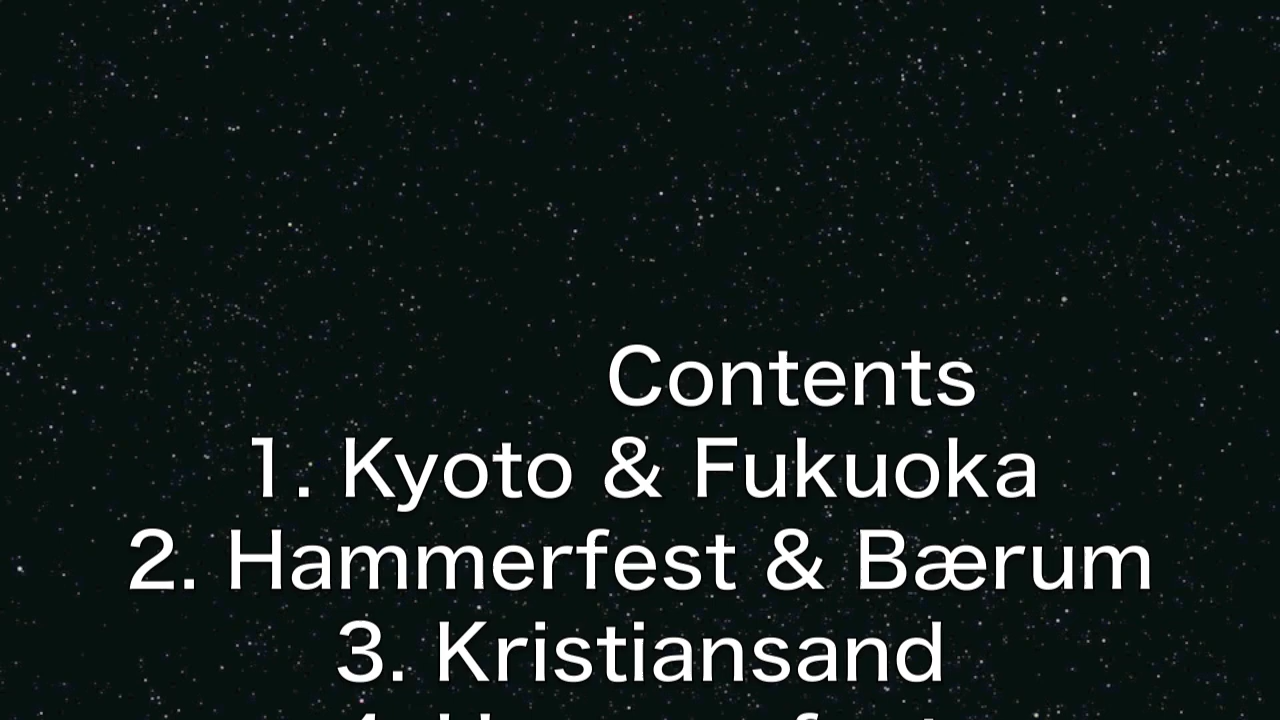 Contents
1. Kyoto & Fukuoka
2. Hammerfest & Bærum
3. Kristiansand